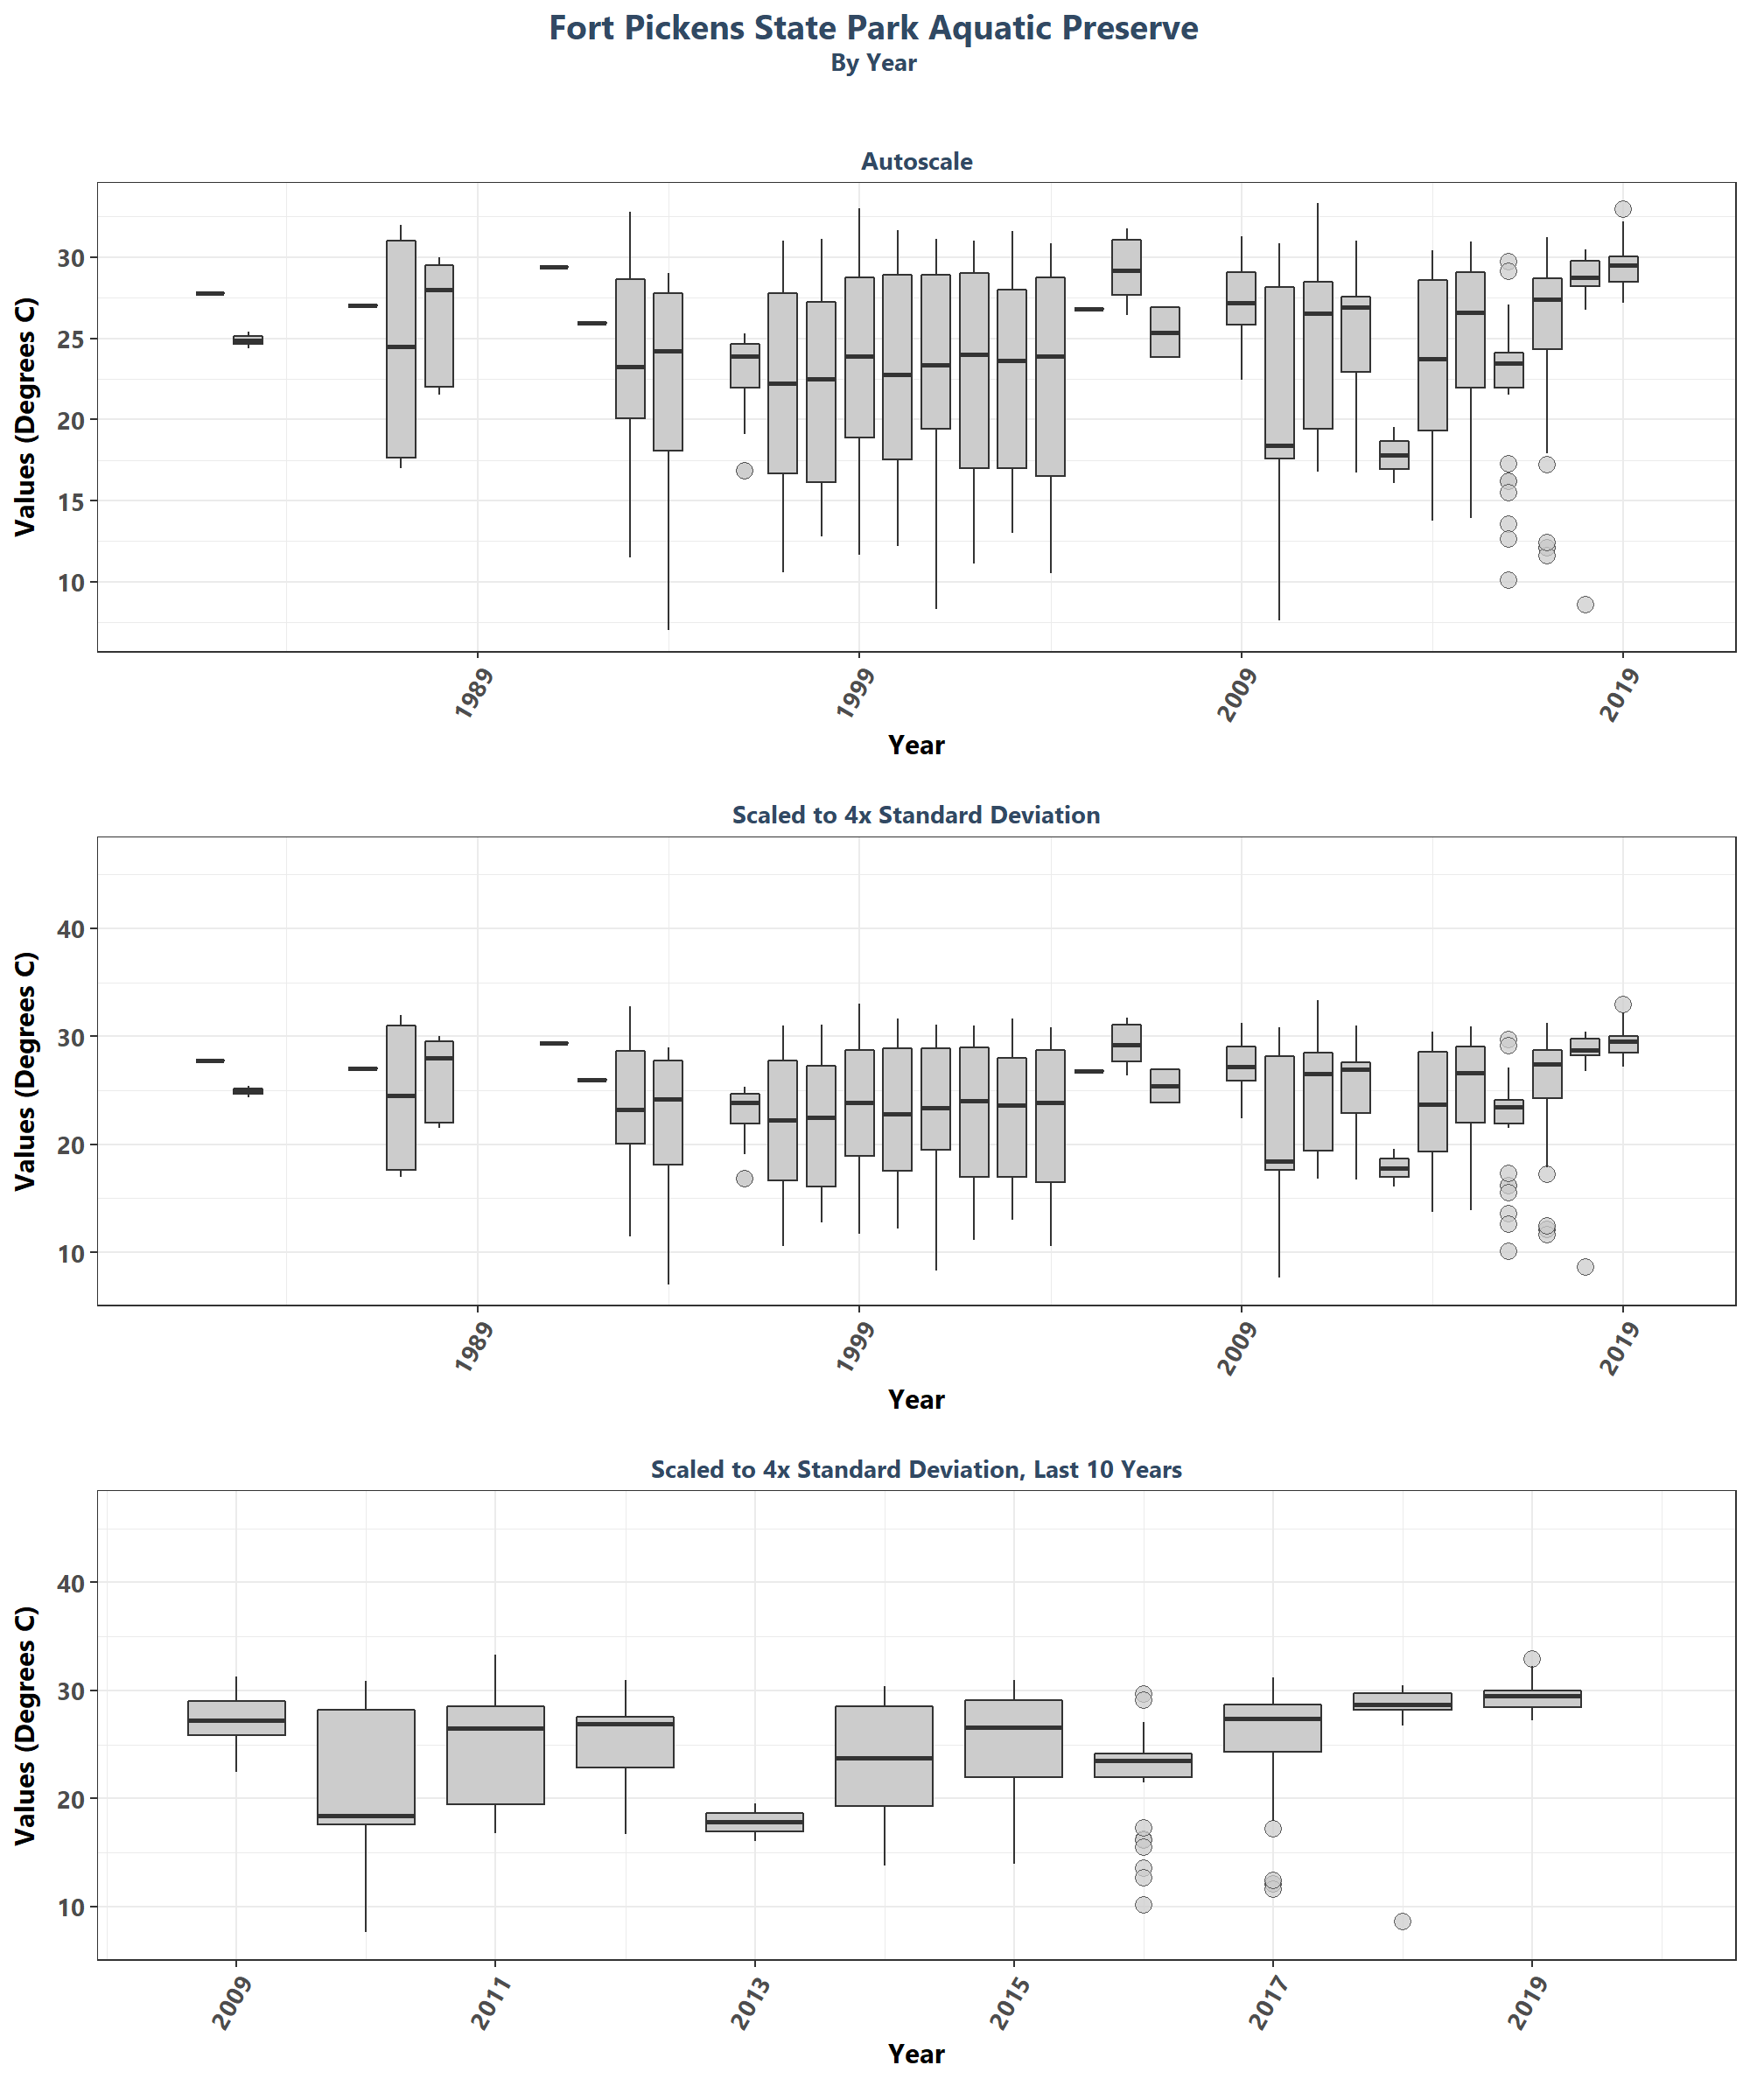 Fort Pickens State Park Aquatic Preserve
By Year
Autoscale
Values (Degrees C)
30
25
20
15
10
1989
1999
2009
2019
Year
Scaled to 4x Standard Deviation
Values (Degrees C)
40
30
20
10
1989
1999
2009
2019
Year
Scaled to 4x Standard Deviation, Last 10 Years
Values (Degrees C)
40
30
20
10
2009
2011
2013
2015
2017
2019
Year